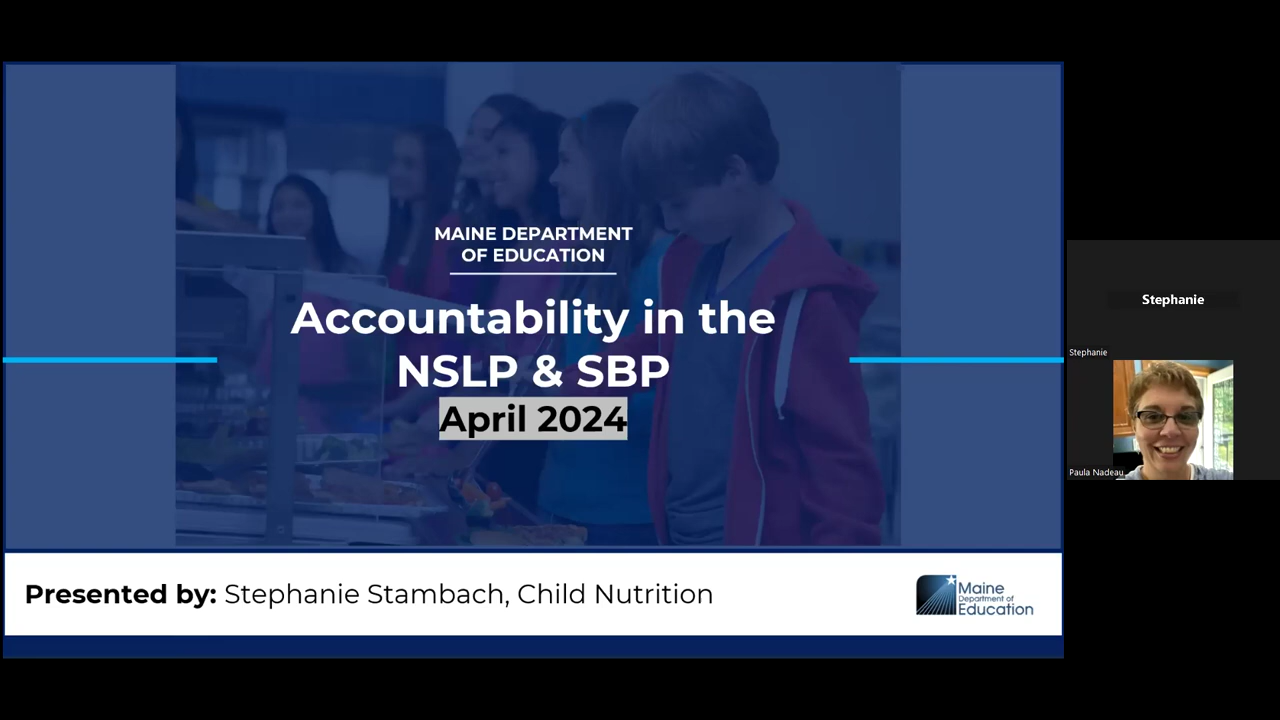 MAINE DEPARTMENT
OF EDUCATION
Accountability in the
NSLP & SBP
April 2024
Presented by: Stephanie Stambach, Child Nutrition
Maine
Department of
Education
Stephanie
Stephanie
Paula Nadeau